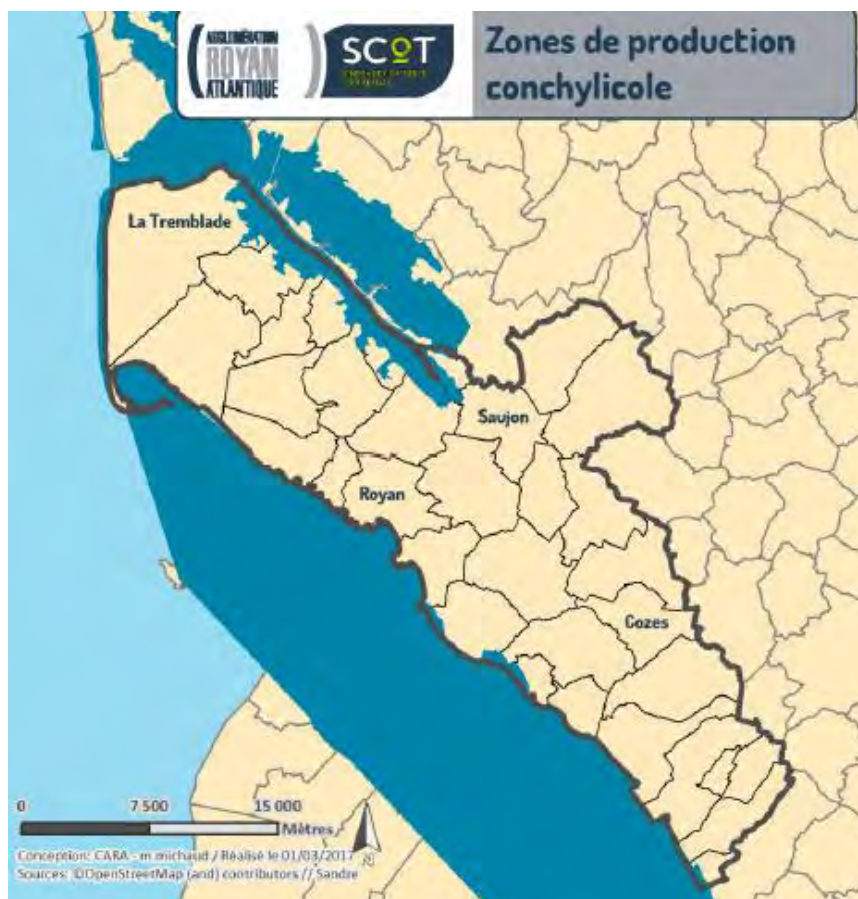 AGGLOMÉRATION
ROYAN
ATLANTIQUE
SCOT
Zones de production
conchylicole
La Tremblade
Saujon
Royan
Cozes
0 7 500 15 000
Mètres
N
Conception: CARA - m.michaud / Réalisé le 01/03/2017
Sources: ©OpenStreetMap (and) contributors // Sandre